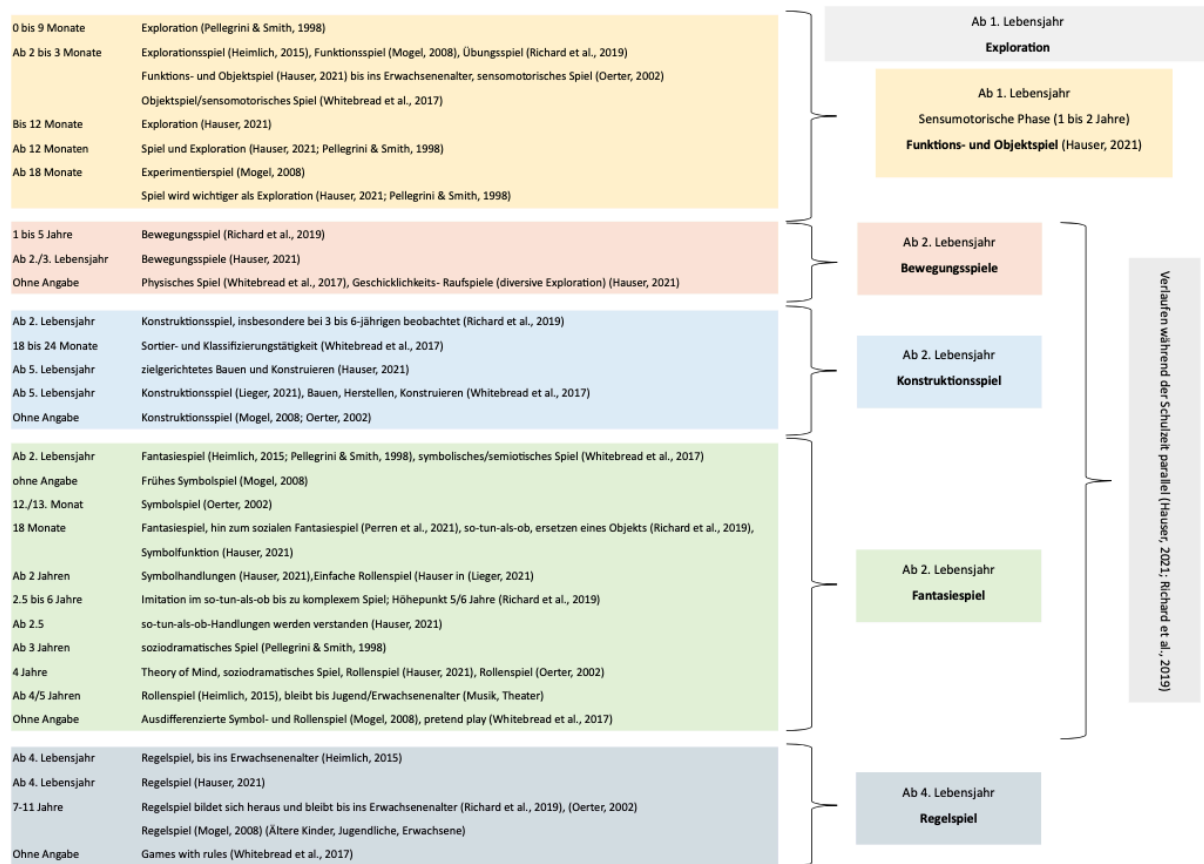 0 bis 9 Monate Exploration (Pellegrini & Smith, 1998)
Ab 2 bis 3 Monate Explorationsspiel (Heimlich, 2015), Funktionsspiel (Mogel, 2008), Übungsspiel (Richard et al., 2019)
Funktions- und Objektspiel (Hauser, 2021) bis ins Erwachsenenalter, sensomotorisches Spiel (Oerter, 2002)
Objektspiel/sensomotorisches Spiel (Whitebread et al., 2017)
Bis 12 Monate Exploration (Hauser, 2021)
Ab 12 Monaten Spiel und Exploration (Hauser, 2021; Pellegrini & Smith, 1998)
Ab 18 Monate Experimentierspiel (Mogel, 2008)
Spiel wird wichtiger als Exploration (Hauser, 2021; Pellegrini & Smith, 1998)
Ab 1. Lebensjahr
Exploration
Ab 1. Lebensjahr
Sensumotorische Phase (1 bis 2 Jahre)
Funktions- und Objektspiel (Hauser, 2021)
1 bis 5 Jahre Bewegungsspiel (Richard et al., 2019)
Ab 2./3. Lebensjahr Bewegungsspiele (Hauser, 2021)
Ohne Angabe Physisches Spiel (Whitebread et al., 2017), Geschicklichkeits- Raufspiele (diversive Exploration) (Hauser, 2021)
Ab 2. Lebensjahr
Bewegungsspiele
Ab 2. Lebensjahr Konstruktionsspiel, insbesondere bei 3 bis 6-jährigen beobachtet (Richard et al., 2019)
18 bis 24 Monate Sortier- und Klassifizierungstätigkeit (Whitebread et al., 2017)
Ab 5. Lebensjahr zielgerichtetes Bauen und Konstruieren (Hauser, 2021)
Ab 5. Lebensjahr Konstruktionsspiel (Lieger, 2021), Bauen, Herstellen, Konstruieren (Whitebread et al., 2017)
Ohne Angabe Konstruktionsspiel (Mogel, 2008; Oerter, 2002)
Ab 2. Lebensjahr
Konstruktionsspiel
Ab 2. Lebensjahr Fantasiespiel (Heimlich, 2015; Pellegrini & Smith, 1998), symbolisches/semiotisches Spiel (Whitebread et al., 2017)
ohne Angabe Frühes Symbolspiel (Mogel, 2008)
12./13. Monat Symbolspiel (Oerter, 2002)
18 Monate Fantasiespiel, hin zum sozialen Fantasiespiel (Perren et al., 2021), so-tun-als-ob, ersetzen eines Objekts (Richard et al., 2019),
Symbolfunktion (Hauser, 2021)
Ab 2 Jahren Symbolhandlungen (Hauser, 2021),Einfache Rollenspiel (Hauser in (Lieger, 2021)
2.5 bis 6 Jahre Imitation im so-tun-als-ob bis zu komplexem Spiel; Höhepunkt 5/6 Jahre (Richard et al., 2019)
Ab 2.5 so-tun-als-ob-Handlungen werden verstanden (Hauser, 2021)
Ab 3 Jahren soziodramatisches Spiel (Pellegrini & Smith, 1998)
4 Jahre Theory of Mind, soziodramatisches Spiel, Rollenspiel (Hauser, 2021), Rollenspiel (Oerter, 2002)
Ab 4/5 Jahren Rollenspiel (Heimlich, 2015), bleibt bis Jugend/Erwachsenenalter (Musik, Theater)
Ohne Angabe Ausdifferenzierte Symbol- und Rollenspiel (Mogel, 2008), pretend play (Whitebread et al., 2017)
Ab 2. Lebensjahr
Fantasiespiel
Verlaufen während der Schulzeit parallel (Hauser, 2021; Richard et al., 2019)
Ab 4. Lebensjahr Regelspiel, bis ins Erwachsenenalter (Heimlich, 2015)
Ab 4. Lebensjahr Regelspiel (Hauser, 2021)
7-11 Jahre Regelspiel bildet sich heraus und bleibt bis ins Erwachsenenalter (Richard et al., 2019), (Oerter, 2002)
Regelspiel (Mogel, 2008) (Ältere Kinder, Jugendliche, Erwachsene)
Ohne Angabe Games with rules (Whitebread et al., 2017)
Ab 4. Lebensjahr
Regelspiel